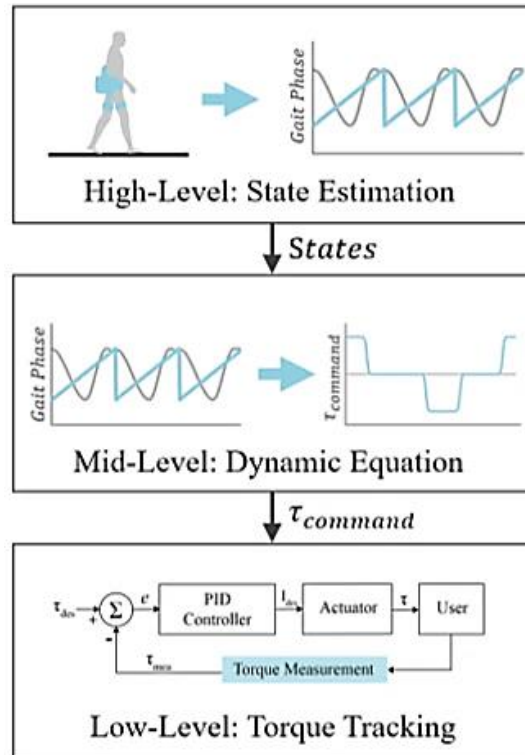 Gait Phase
High-Level: State Estimation
States
Gait Phase
τcommand
Mid-Level: Dynamic Equation
τcommand
τdes
+
Σ
-
e
PID
Controller
Ides
Actuator
τ
User
τmea
Torque Measurement
Low-Level: Torque Tracking